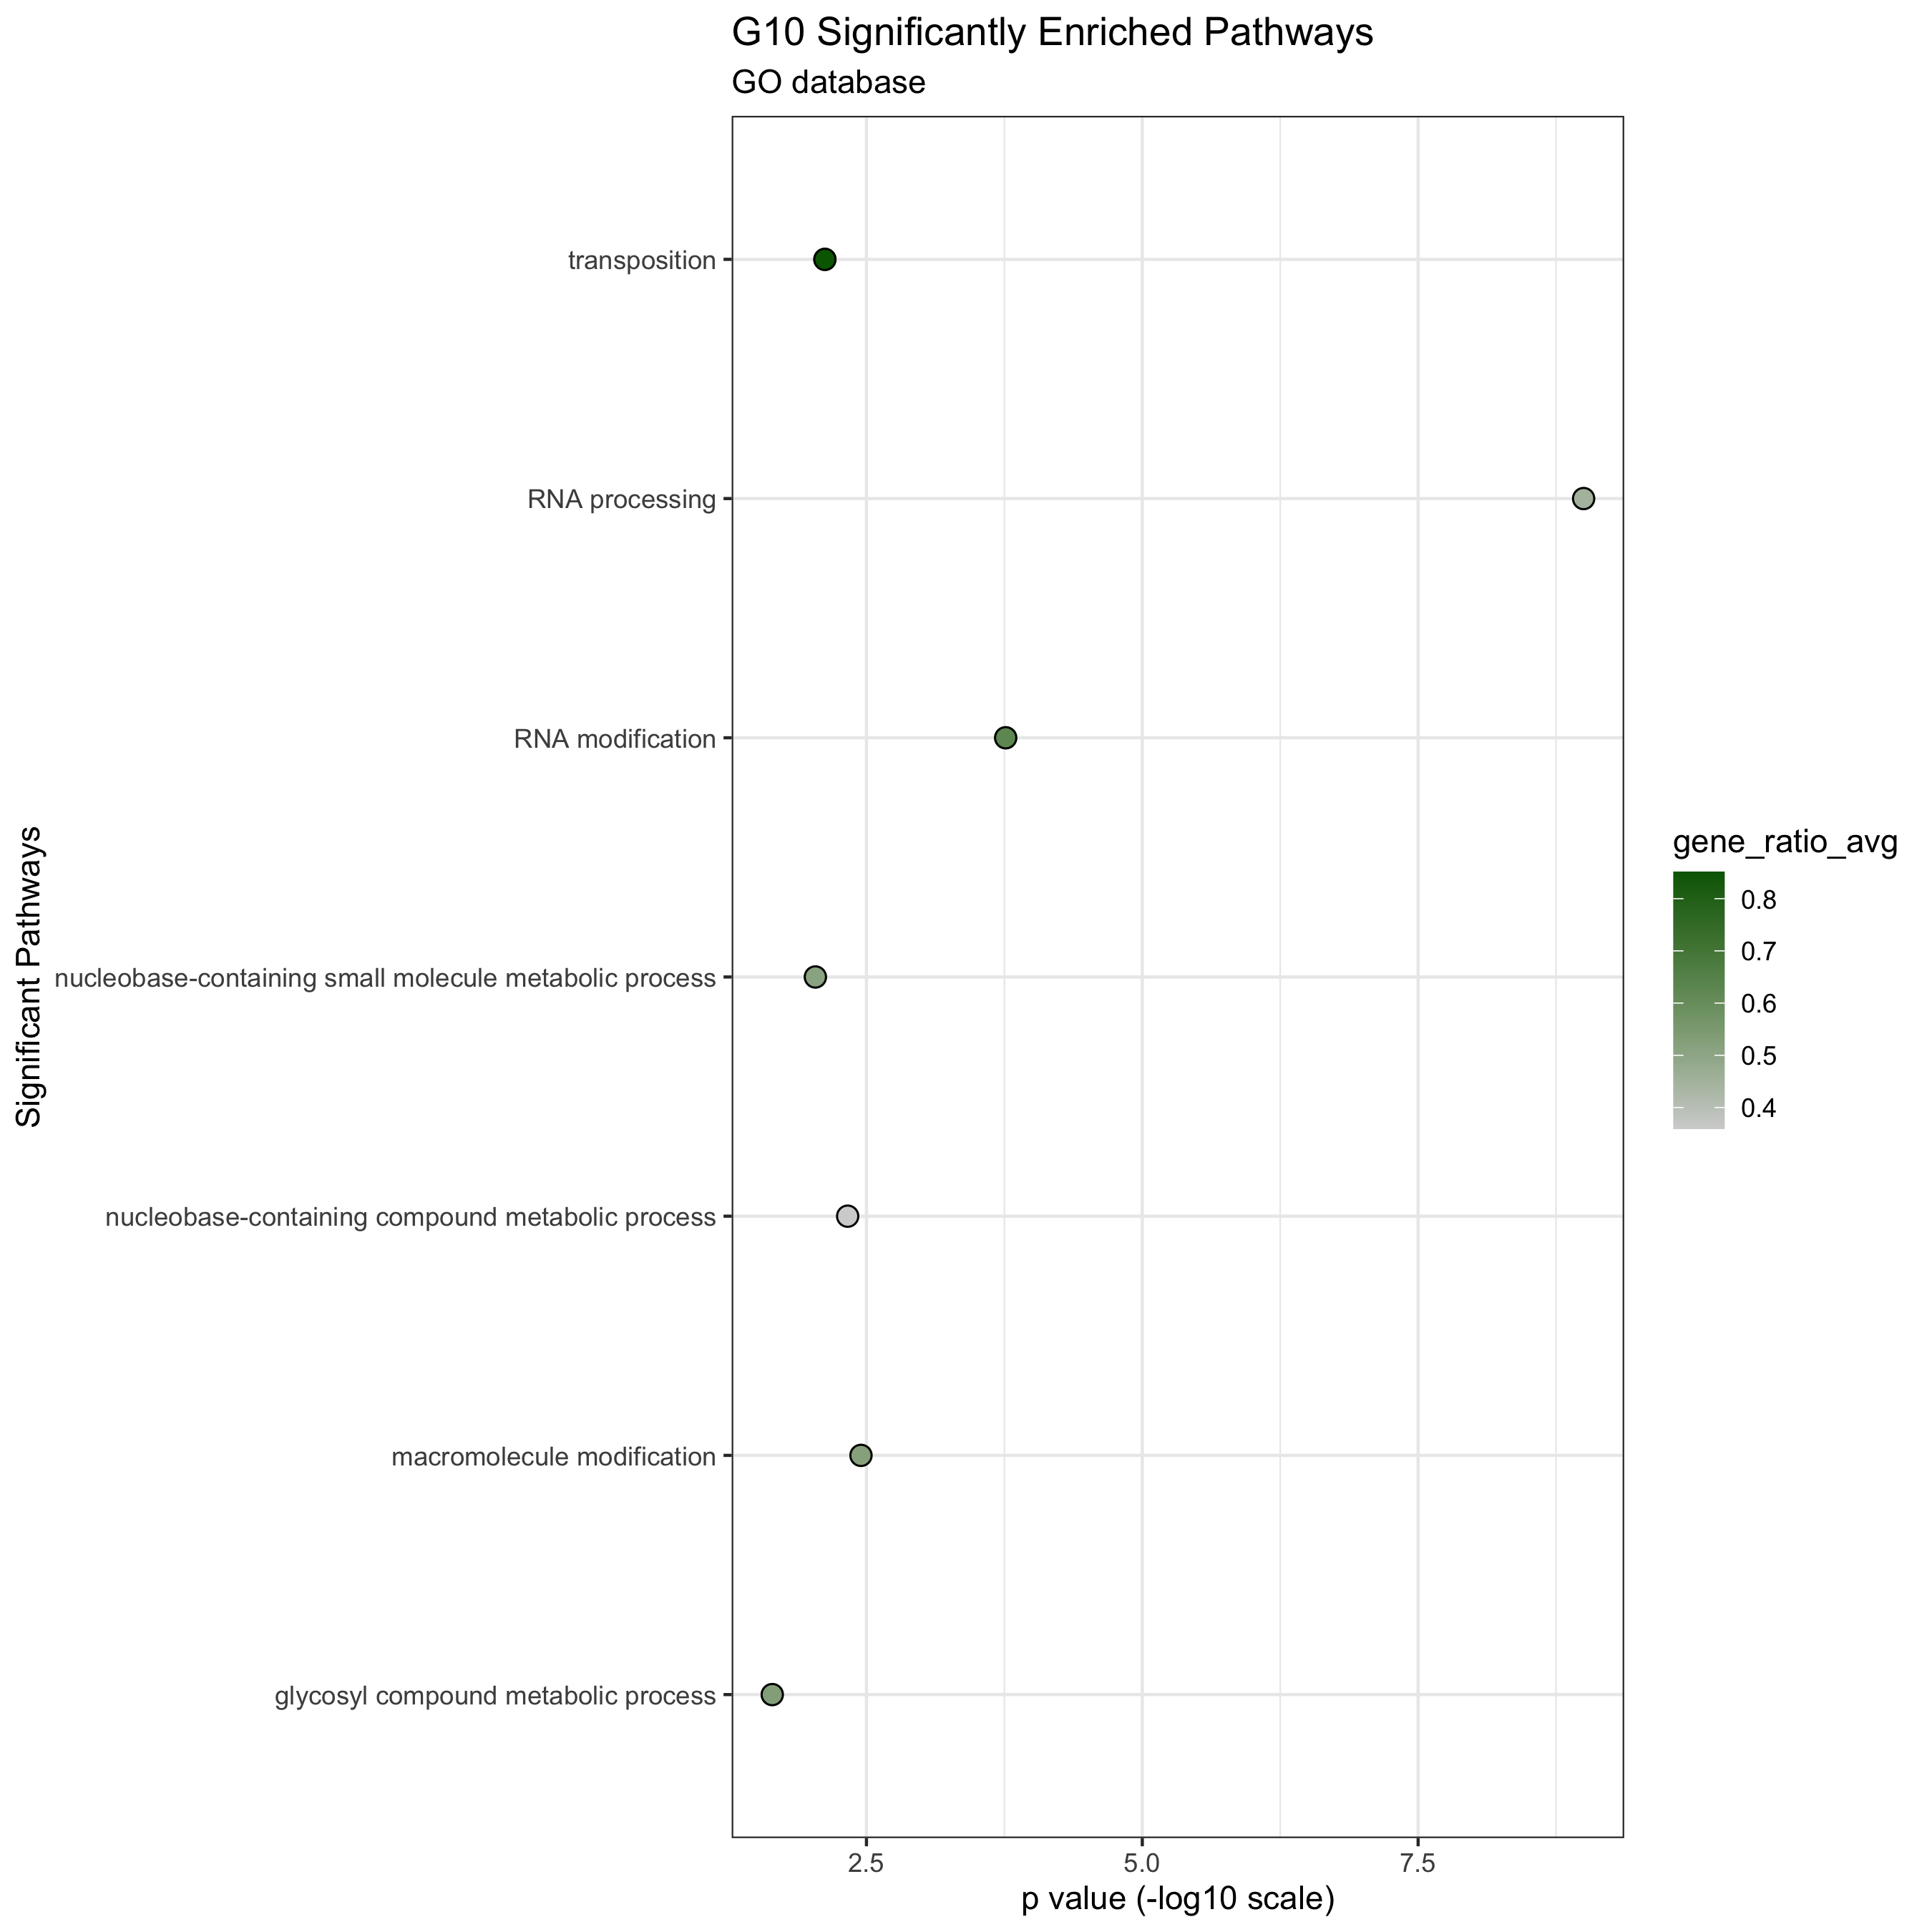 G10 Significantly Enriched Pathways
GO database
transposition
RNA processing
RNA modification
nucleobase-containing small molecule metabolic process
nucleobase-containing compound metabolic process
macromolecule modification
glycosyl compound metabolic process
Significant Pathways
2.5
5.0
7.5
p value (-log10 scale)
gene_ratio_avg
0.8
0.7
0.6
0.5
0.4